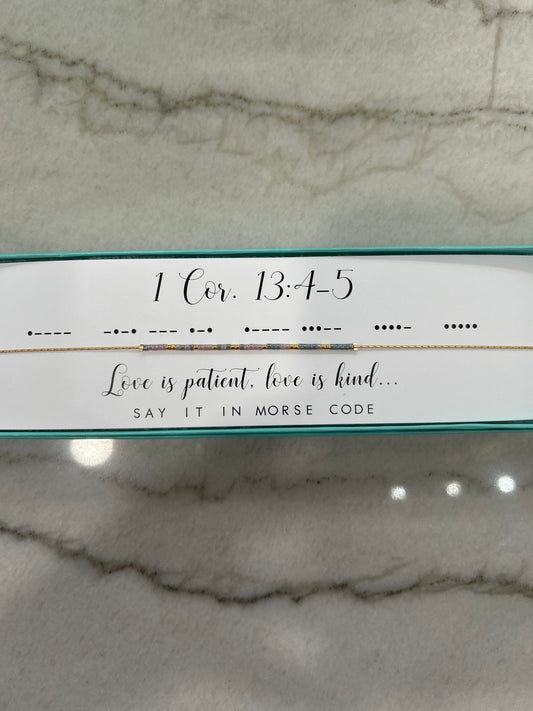 1 Cor. 13:4-5
•---- -•-• --- •-• •---- •••-- ••••- •••••
Love is patient, love is kind...
SAY IT IN MORSE CODE